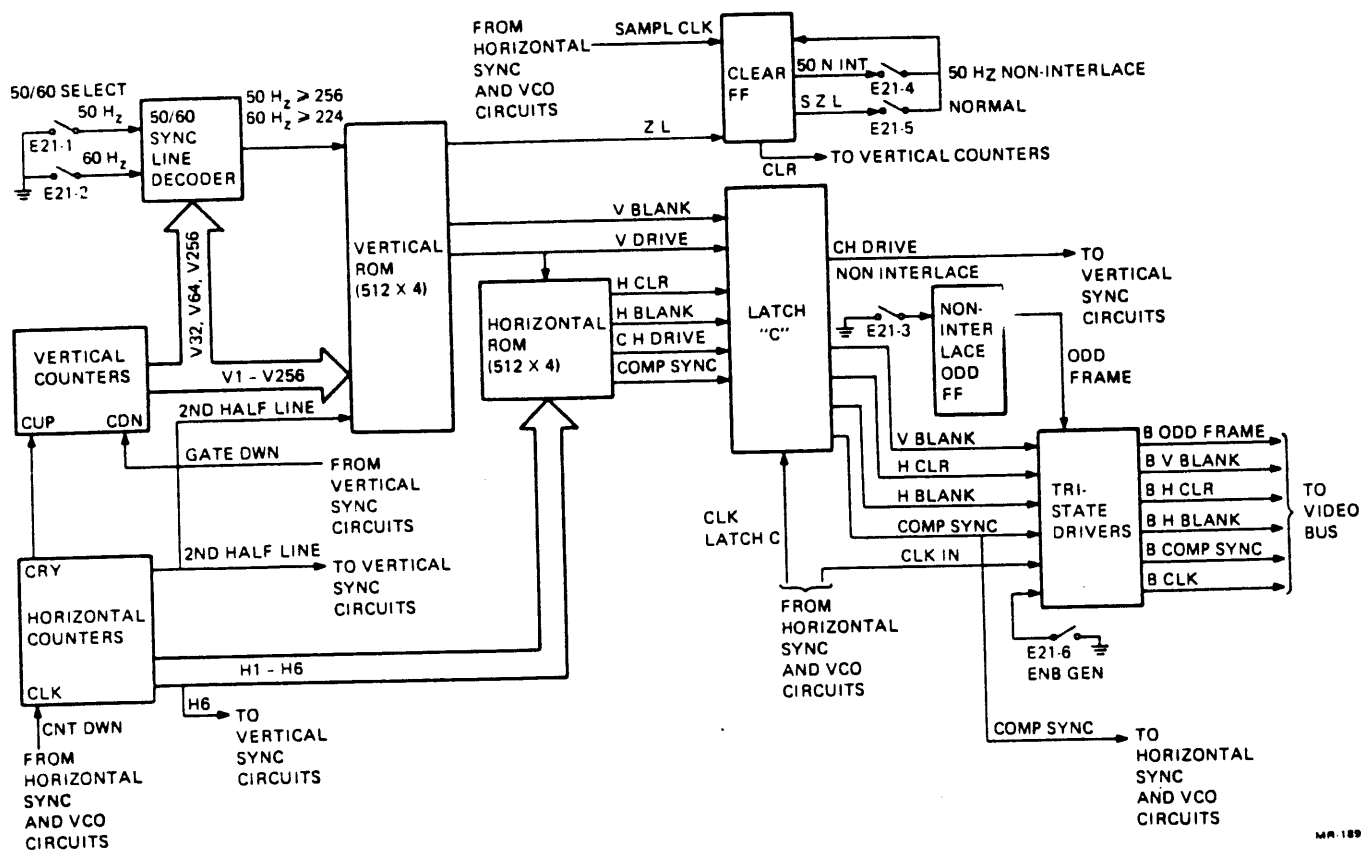 FROM
HORIZONTAL
SYNC
AND VCO
CIRCUITS
SAMPL CLK
CLEAR
FF
50 N INT
E21-4
50 HZ NON-INTERLACE
S Z L
E21-5
NORMAL
CLR
TO VERTICAL COUNTERS
50/60 SELECT
50 Hz
E21-1
60 Hz
E21-2
50/60
SYNC
LINE
DECODER
50 Hz ⩾ 256
60 Hz ⩾ 224
Z L
V32, V64, V256
VERTICAL
ROM
(512 X 4)
V BLANK
V DRIVE
HORIZONTAL
ROM
(512 X 4)
H CLR
H BLANK
C H DRIVE
COMP SYNC
LATCH
"C"
CH DRIVE
TO
VERTICAL
SYNC
CIRCUITS
NON INTERLACE
E21-3
NON-
INTER
LACE
ODD
FF
ODD
FRAME
VERTICAL
COUNTERS
CUP
CDN
V1 - V256
2ND HALF LINE
GATE DWN
FROM
VERTICAL
SYNC
CIRCUITS
CRY
HORIZONTAL
COUNTERS
CLK
2ND HALF LINE
TO VERTICAL
SYNC
CIRCUITS
H1 - H6
H6
TO
VERTICAL
SYNC
CIRCUITS
CNT DWN
FROM
HORIZONTAL
SYNC
AND VCO
CIRCUITS
CLK
LATCH C
FROM
HORIZONTAL
SYNC
AND VCO
CIRCUITS
V BLANK
H CLR
H BLANK
COMP SYNC
CLK IN
TRI-
STATE
DRIVERS
E21-6
ENB GEN
B ODD FRAME
B V BLANK
B H CLR
B H BLANK
B COMP SYNC
B CLK
TO
VIDEO
BUS
COMP SYNC
TO
HORIZONTAL
SYNC
AND VCO
CIRCUITS
MR-189